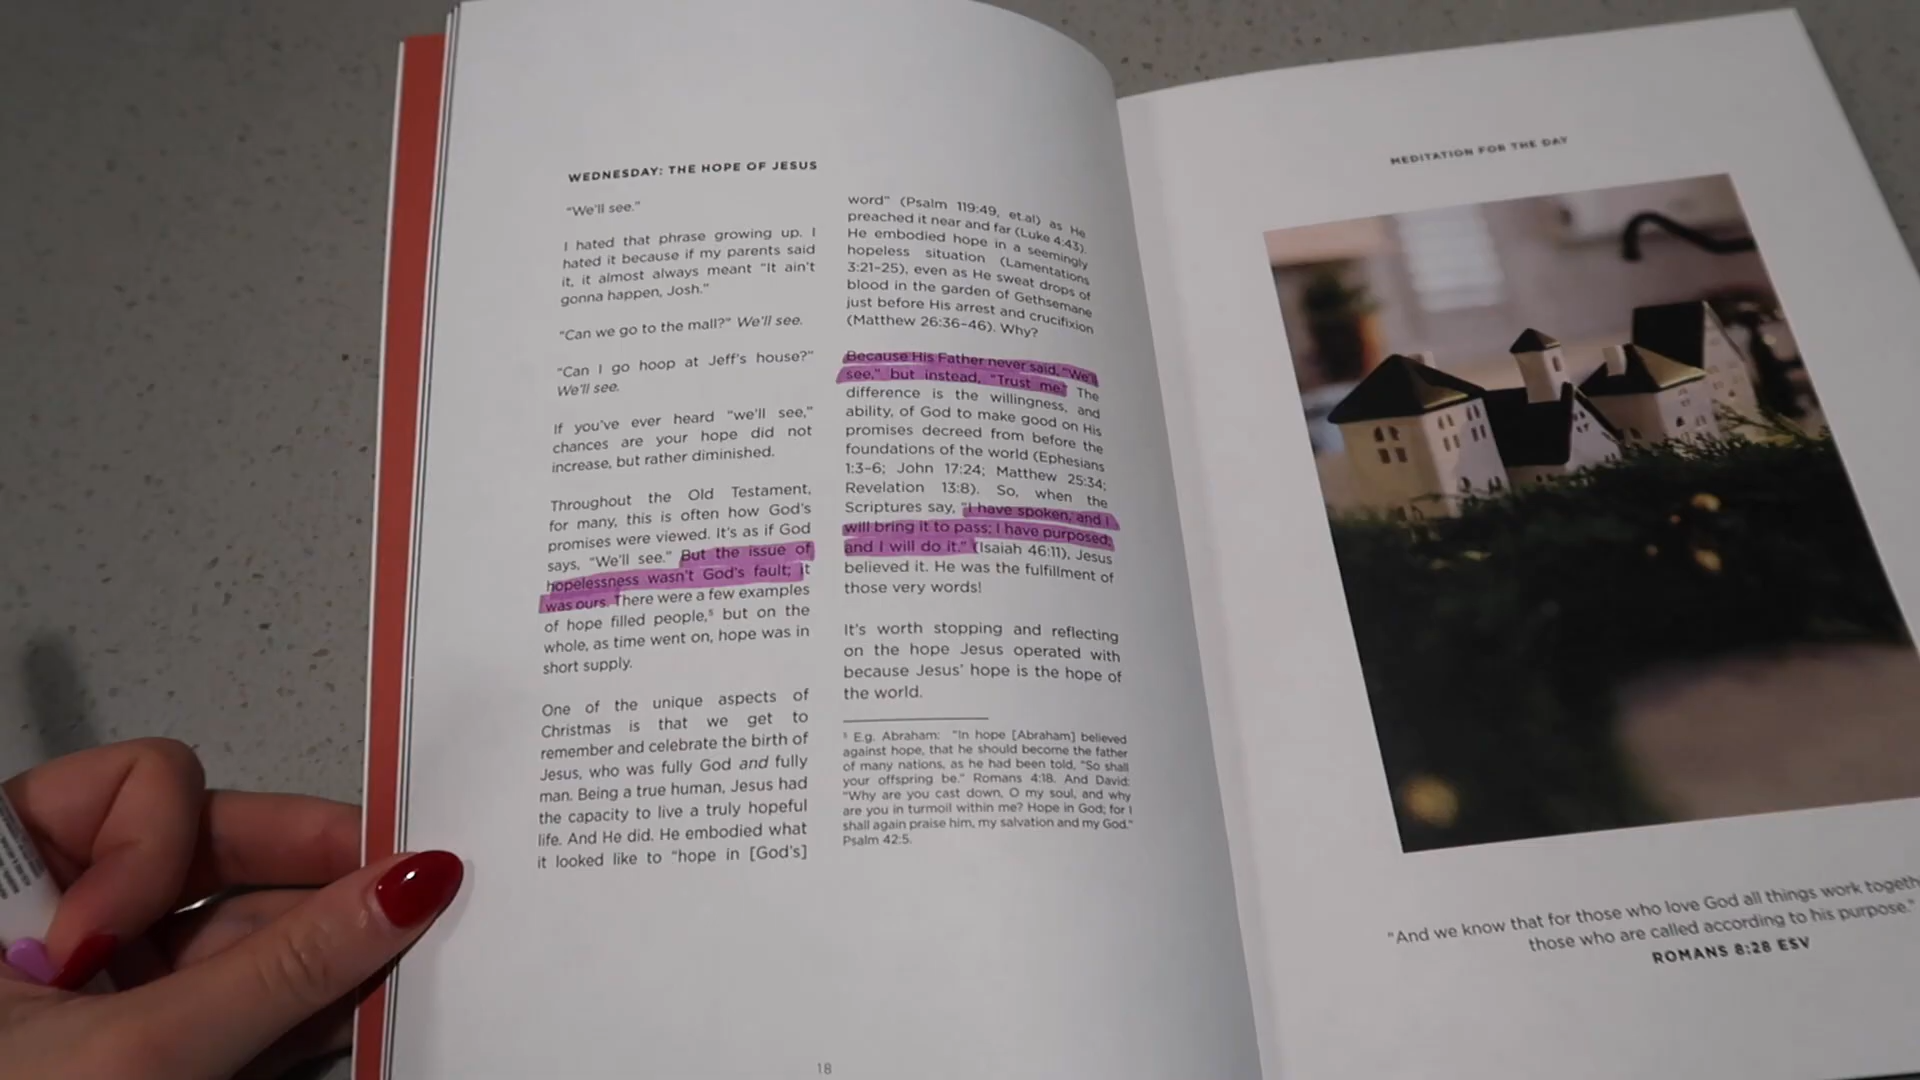 WEDNESDAY: THE HOPE OF JESUS
"We'll see."
I hated that phrase growing up. I
hated it because if my parents said
it, it almost always meant "It ain't
gonna happen, Josh."
"Can we go to the mall?" We'll see.
"Can I go hoop at Jeff's house?"
We'll see.
If you've ever heard "we'll see,"
chances are your hope did not
increase, but rather diminished.
Throughout the Old Testament,
for many, this is often how God's
promises were viewed. It's as if God
says, "We'll see." But the issue of
hopelessness wasn't God's fault; it
was ours. There were a few examples
of hope filled people,⁵ but on the
whole, as time went on, hope was in
short supply.
One of the unique aspects of
Christmas is that we get to
remember and celebrate the birth of
Jesus, who was fully God and fully
man. Being a true human, Jesus had
the capacity to live a truly hopeful
life. And He did. He embodied what
it looked like to "hope in [God's]
word" (Psalm 119:49, et.al) as He
preached it near and far (Luke 4:43).
He embodied hope in a seemingly
hopeless situation (Lamentations
3:21-25), even as He sweat drops of
blood in the garden of Gethsemane
just before His arrest and crucifixion
(Matthew 26:36-46). Why?
Because His Father never said, "We'll
see," but instead, "Trust me." The
difference is the willingness, and
ability, of God to make good on His
promises decreed from before the
foundations of the world (Ephesians
1:3-6; John 17:24; Matthew 25:34;
Revelation 13:8). So, when the
Scriptures say, "I have spoken, and I
will bring it to pass; I have purposed,
and I will do it." (Isaiah 46:11), Jesus
believed it. He was the fulfillment of
those very words!
It's worth stopping and reflecting
on the hope Jesus operated with
because Jesus' hope is the hope of
the world.
⁵ E.g. Abraham: "In hope [Abraham] believed
against hope, that he should become the father
of many nations, as he had been told, "So shall
your offspring be." Romans 4:18. And David:
"Why are you cast down, O my soul, and why
are you in turmoil within me? Hope in God; for I
shall again praise him, my salvation and my God."
Psalm 42:5.
18
MEDITATION FOR THE DAY
"And we know that for those who love God all things work togeth
those who are called according to his purpose."
ROMANS 8:28 ESV